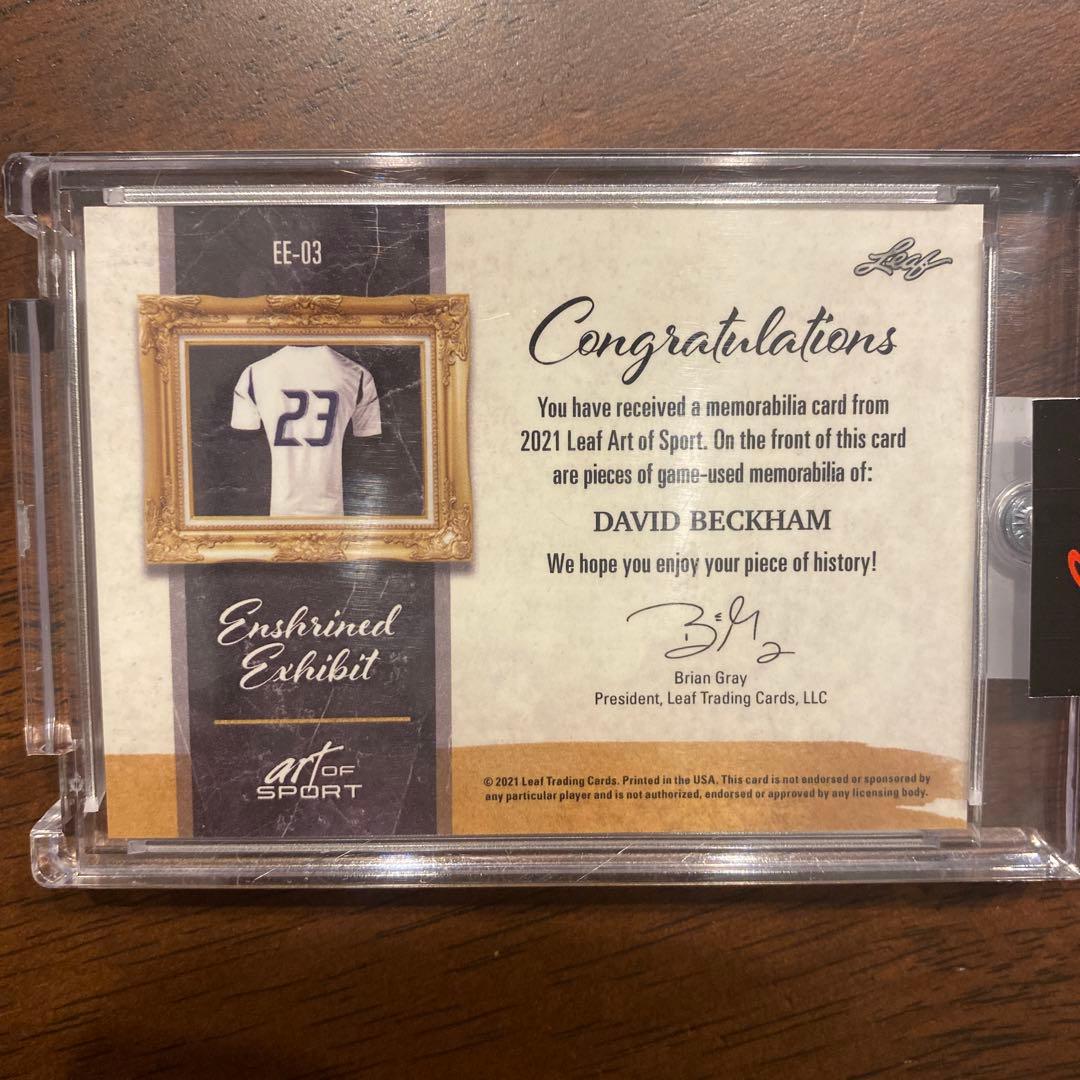 EE-03
23
Enshrined
Exhibit
art OF
SPORT
Leaf
Congratulations
You have received a memorabilia card from
2021 Leaf Art of Sport. On the front of this card
are pieces of game-used memorabilia of:
DAVID BECKHAM
We hope you enjoy your piece of history!
Brian Gray
President, Leaf Trading Cards, LLC
© 2021 Leaf Trading Cards. Printed in the USA. This card is not endorsed or sponsored by
any particular player and is not authorized, endorsed or approved by any licensing body.